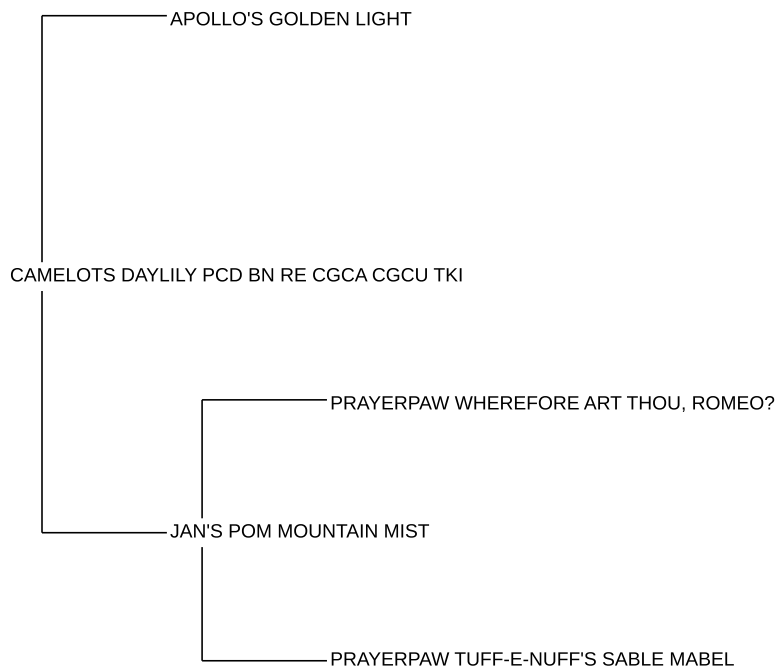 APOLLO'S GOLDEN LIGHT
CAMELOTS DAYLILY PCD BN RE CGCA CGCU TKI
PRAYERPAW WHEREFORE ART THOU, ROMEO?
JAN'S POM MOUNTAIN MIST
PRAYERPAW TUFF-E-NUFF'S SABLE MABEL